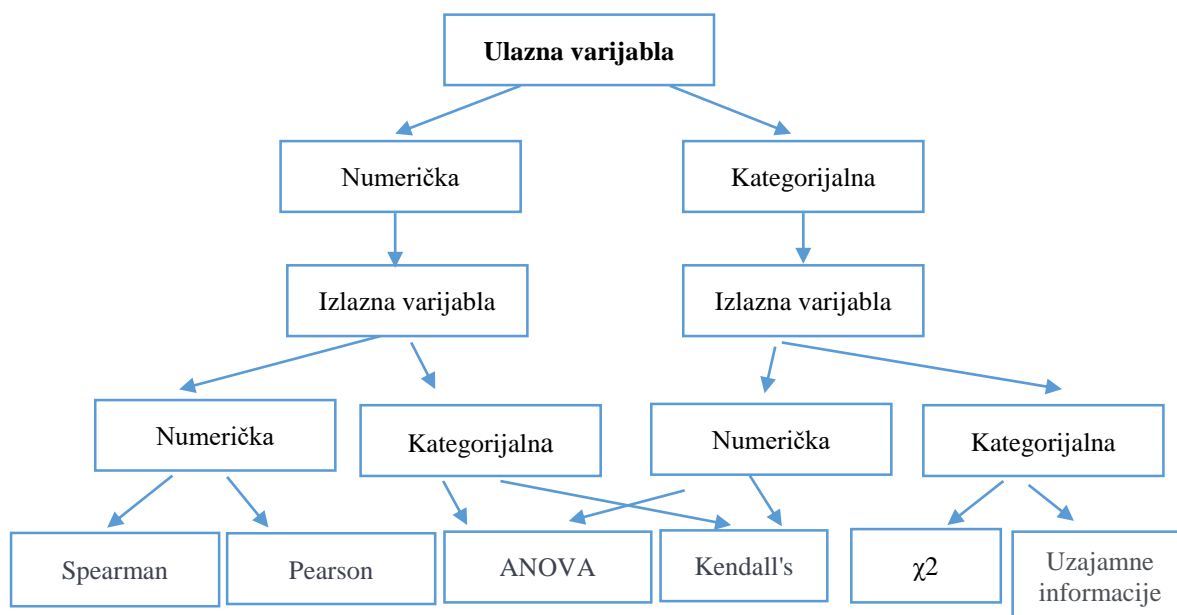 Ulazna varijabla
Numerička
Kategorijalna
Izlazna varijabla
Izlazna varijabla
Numerička
Kategorijalna
Numerička
Kategorijalna
Spearman
Pearson
ANOVA
Kendall's
χ2
Uzajamne
informacije